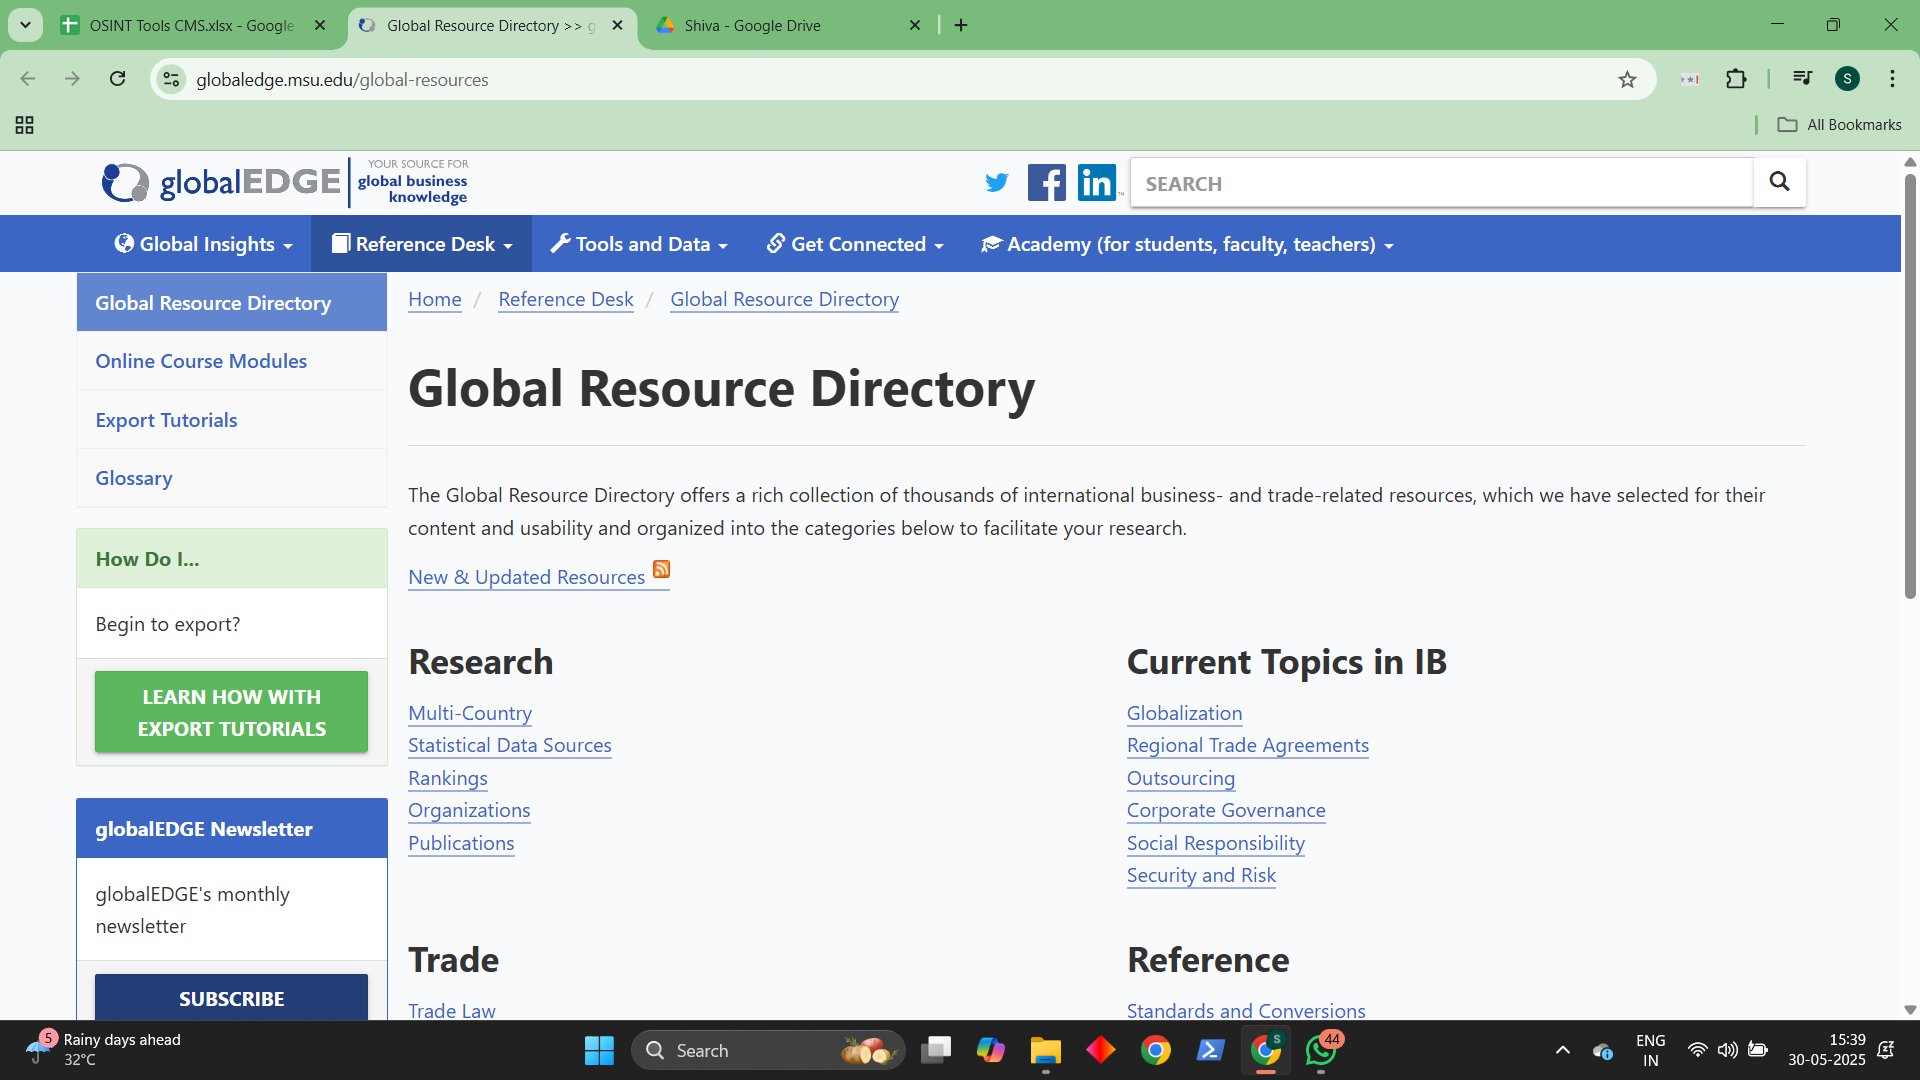 OSINT Tools CMS.xlsx - Google
Global Resource Directory >> g
Shiva - Google Drive
globaledge.msu.edu/global-resources
S
All Bookmarks
globalEDGE
YOUR SOURCE FOR
global business
knowledge
SEARCH
Global Insights
Reference Desk
Tools and Data
Get Connected
Academy (for students, faculty, teachers)
Global Resource Directory
Online Course Modules
Export Tutorials
Glossary
How Do I...
Begin to export?
LEARN HOW WITH
EXPORT TUTORIALS
globalEDGE Newsletter
globalEDGE's monthly
newsletter
SUBSCRIBE
Home / Reference Desk / Global Resource Directory
Global Resource Directory
The Global Resource Directory offers a rich collection of thousands of international business- and trade-related resources, which we have selected for their
content and usability and organized into the categories below to facilitate your research.
New & Updated Resources
Research
Multi-Country
Statistical Data Sources
Rankings
Organizations
Publications
Current Topics in IB
Globalization
Regional Trade Agreements
Outsourcing
Corporate Governance
Social Responsibility
Security and Risk
Trade
Trade Law
Reference
Standards and Conversions
5
Rainy days ahead
32°C
Search
S
44
ENG
IN
15:39
30-05-2025